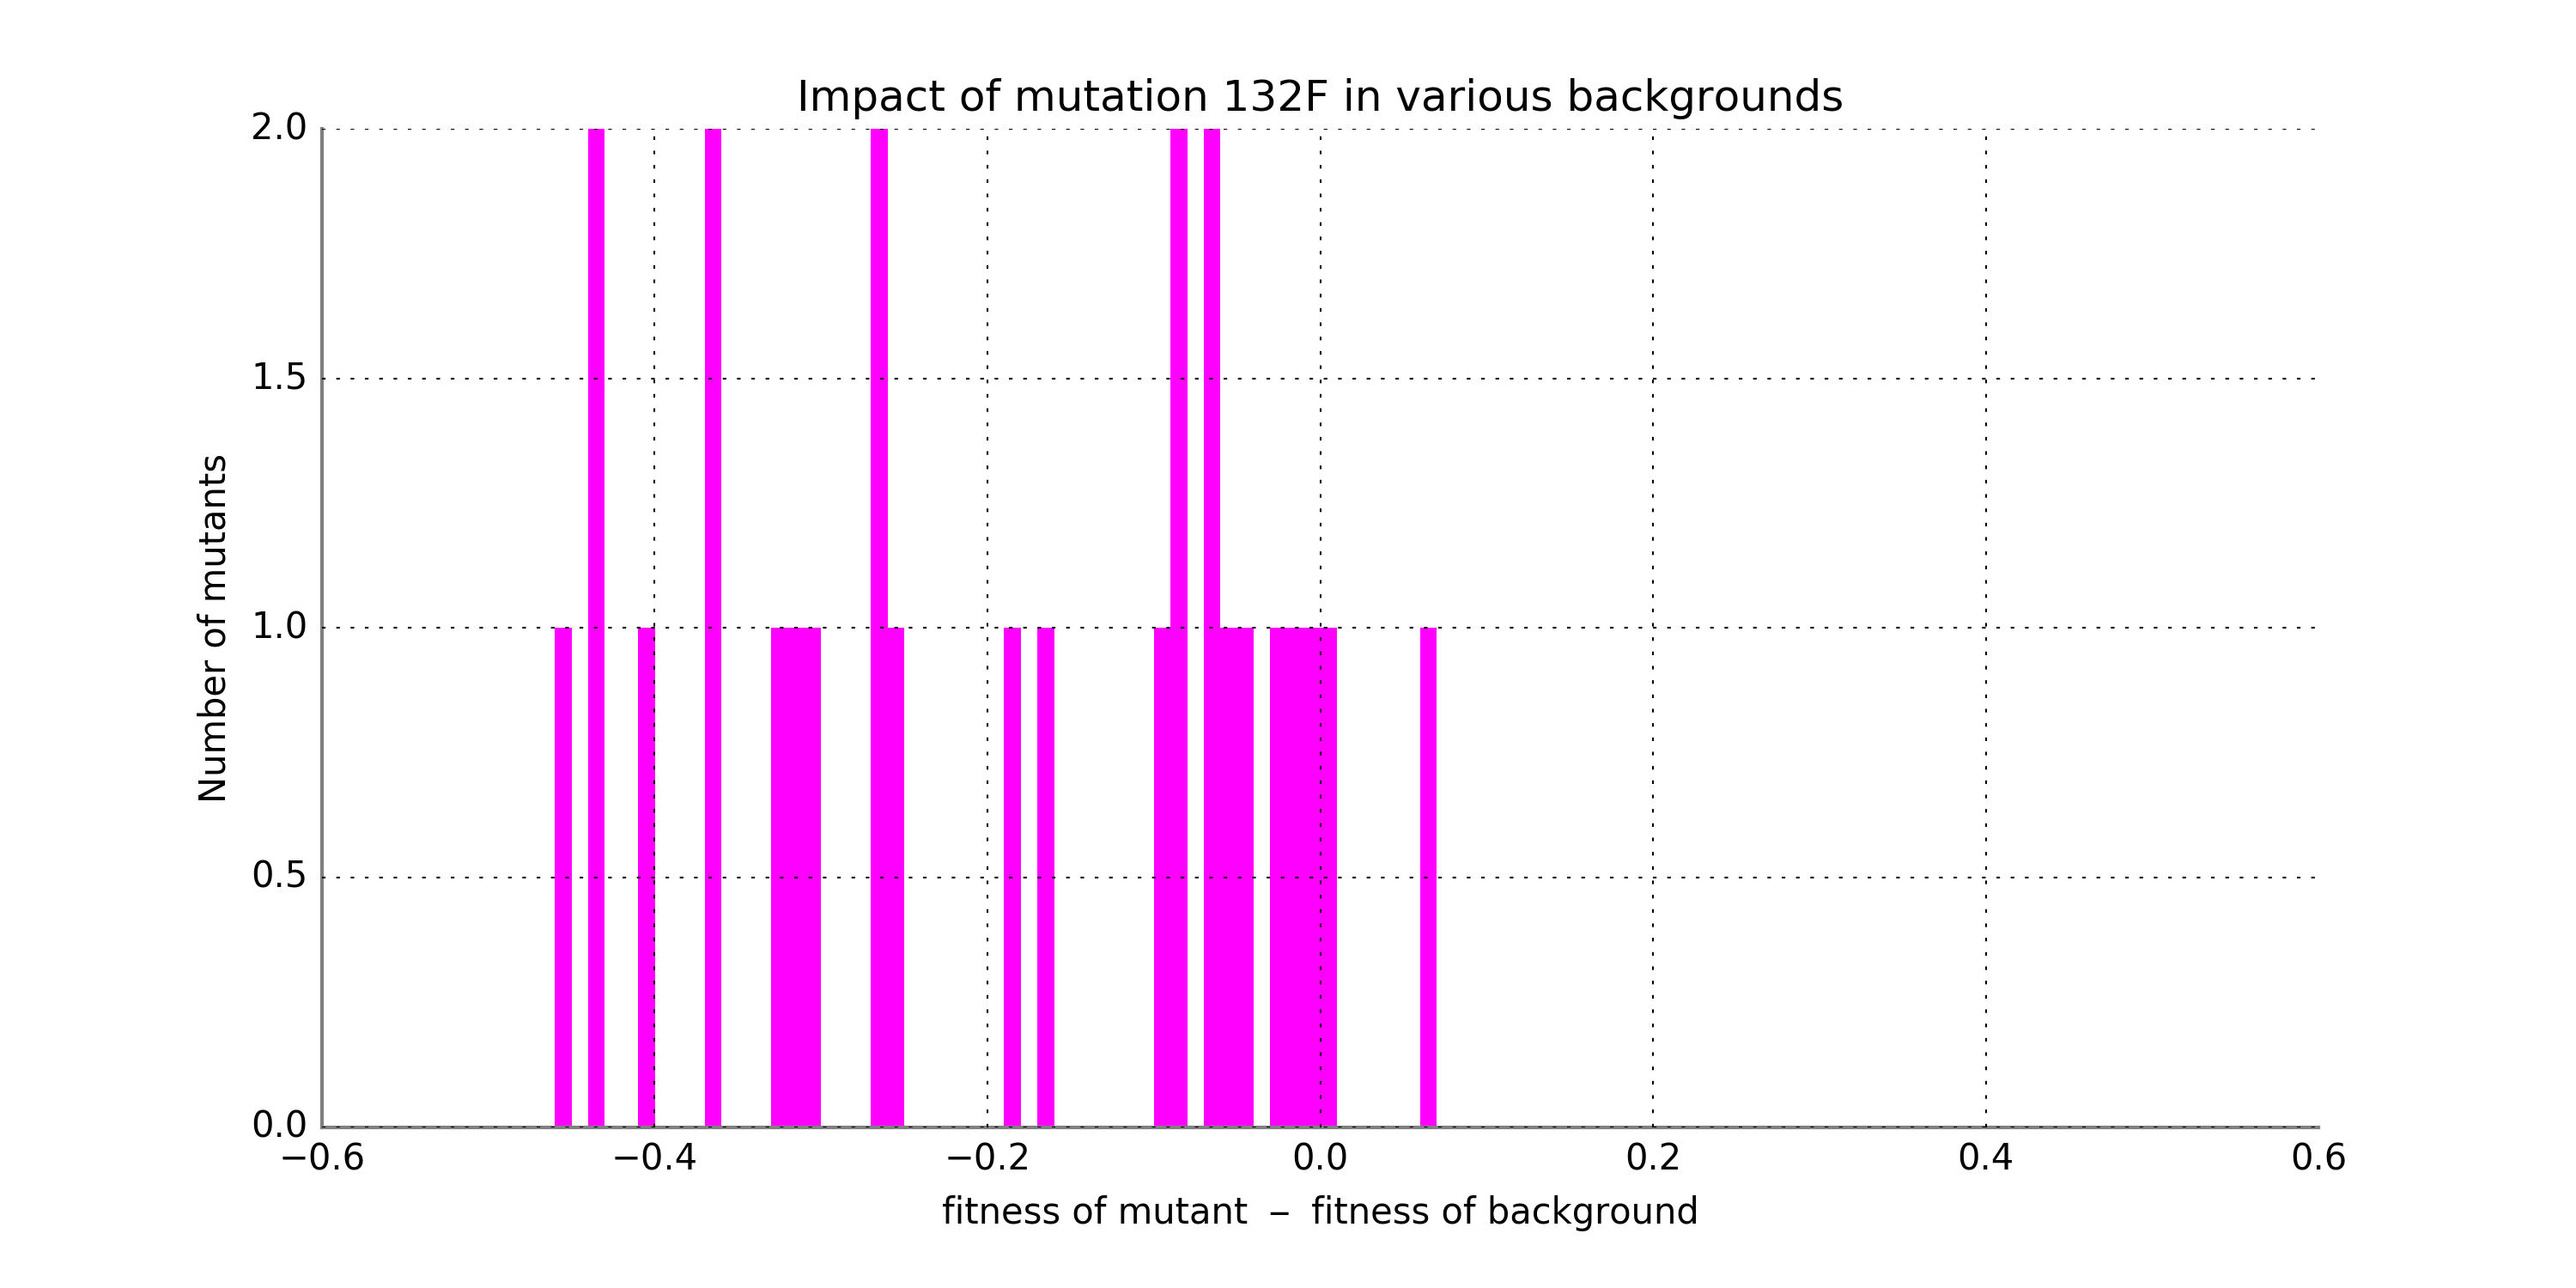 Impact of mutation 132F in various backgrounds
2.0
1.5
1.0
0.5
0.0
Number of mutants
−0.6 −0.4 −0.2 0.0 0.2 0.4 0.6
fitness of mutant − fitness of background